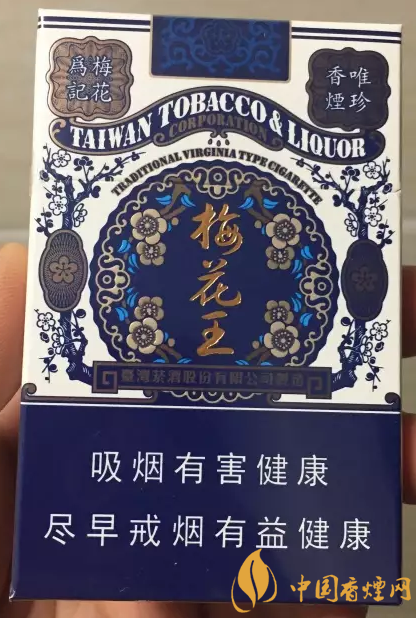 梅花
為記
唯珍
香煙
TAIWAN TOBACCO & LIQUOR
CORPORATION
TRADITIONAL VIRGINIA TYPE CIGARETTE
梅花王
臺灣菸酒股份有限公司製造
吸烟有害健康
尽早戒烟有益健康
中国香烟网